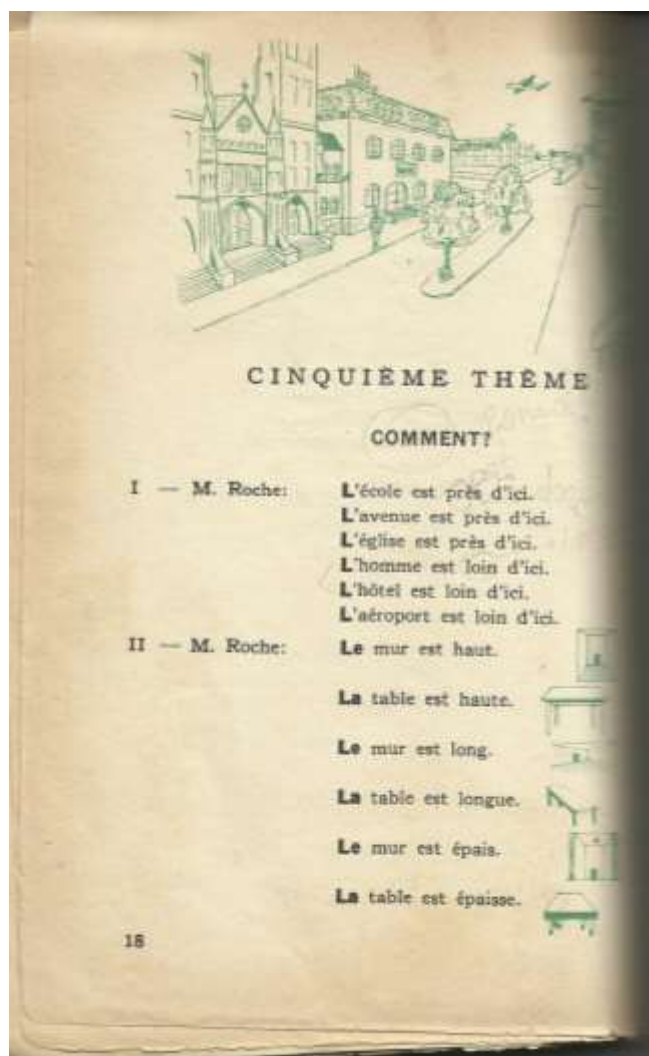 CINQUIÈME THÈME
COMMENT?
I — M. Roche: L'école est près d'ici.
L'avenue est près d'ici.
L'église est près d'ici.
L'homme est loin d'ici.
L'hôtel est loin d'ici.
L'aéroport est loin d'ici.
II — M. Roche: Le mur est haut.
La table est haute.
Le mur est long.
La table est longue.
Le mur est épais.
La table est épaisse.
18